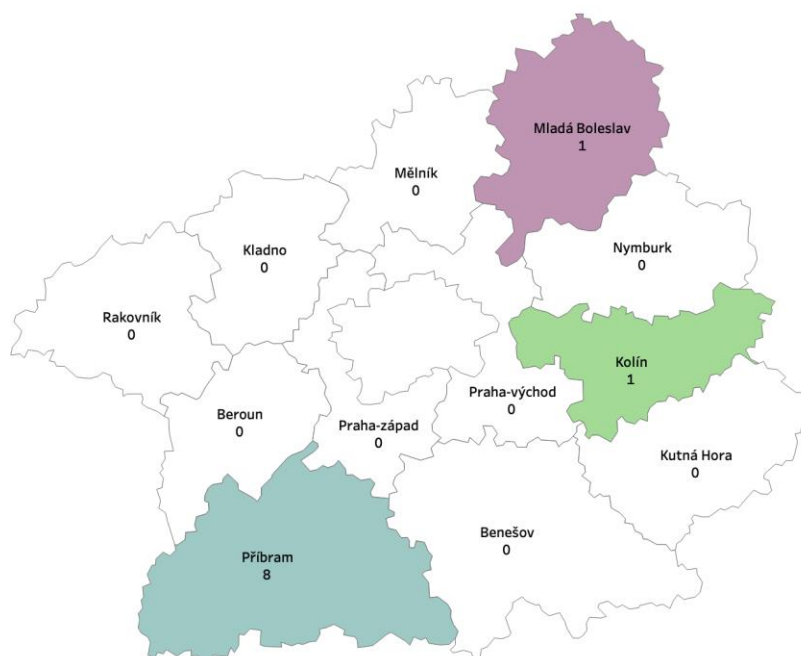 Mladá Boleslav
1
Mělník
0
Kladno
0
Nymburk
0
Rakovník
0
Kolín
1
Praha-východ
0
Beroun
0
Praha-západ
0
Kutná Hora
0
Benešov
0
Příbram
8